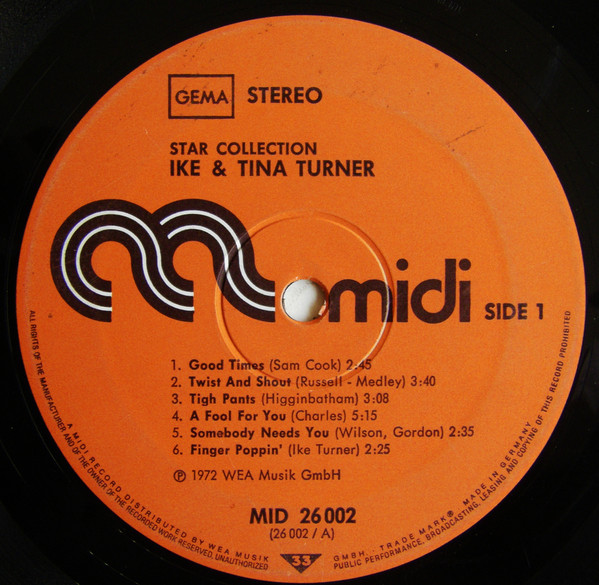 GEMA STEREO
STAR COLLECTION
IKE & TINA TURNER
midi SIDE 1
1. Good Times (Sam Cook) 2:45
2. Twist And Shout (Russell - Medley) 3:40
3. Tigh Pants (Higginbatham) 3:08
4. A Fool For You (Charles) 5:15
5. Somebody Needs You (Wilson, Gordon) 2:35
6. Finger Poppin' (Ike Turner) 2:25
℗ 1972 WEA Musik GmbH
MID 26 002
(26 002 / A)
33
A MIDI RECORD DISTRIBUTED BY WEA MUSIK GMBH. TRADE MARK® MADE IN GERMANY
ALL RIGHTS OF THE MANUFACTURER AND OF THE OWNER OF THE RECORDED WORK RESERVED, UNAUTHORIZED PUBLIC PERFORMANCE, BROADCASTING, LEASING AND COPYING OF THIS RECORD PROHIBITED